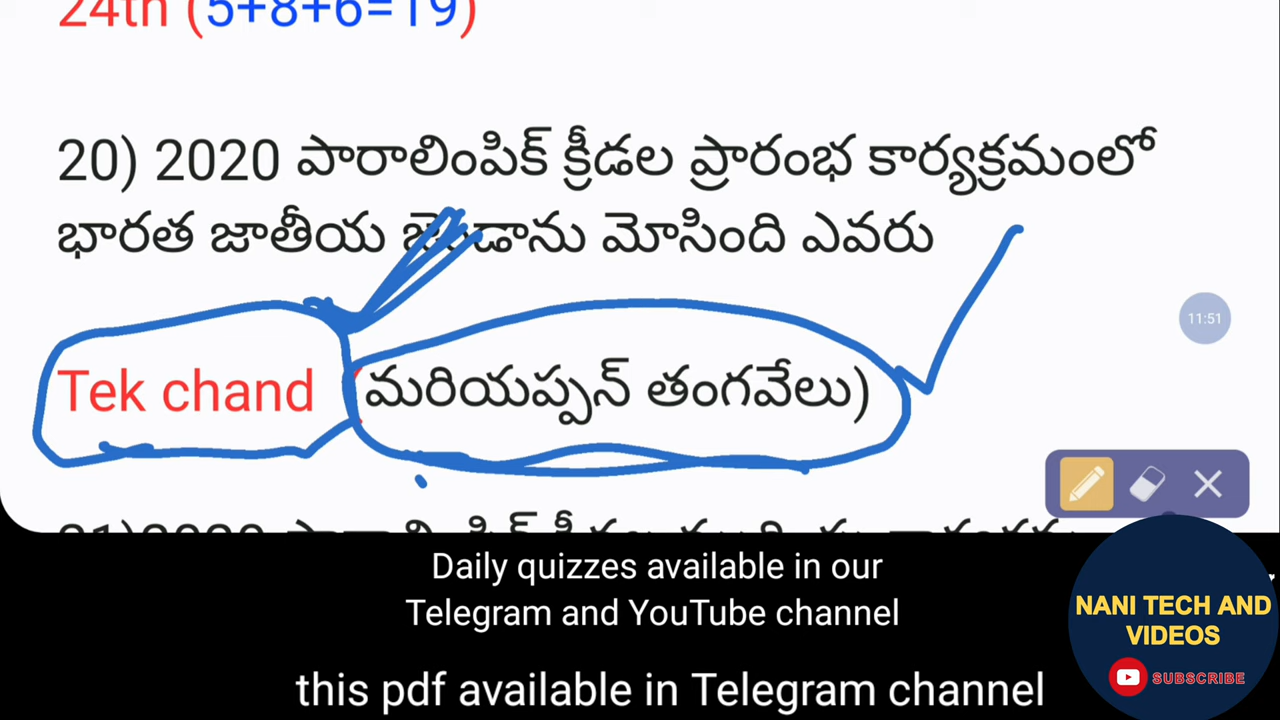 24th (5+8+6=19)
20) 2020 పారాలింపిక్ క్రీడల ప్రారంభ కార్యక్రమంలో
భారత జాతీయ జెండాను మోసింది ఎవరు
Tek chand (మరియప్పన్ తంగవేలు)
11:51
Daily quizzes available in our
Telegram and YouTube channel
this pdf available in Telegram channel
NANI TECH AND
VIDEOS
SUBSCRIBE